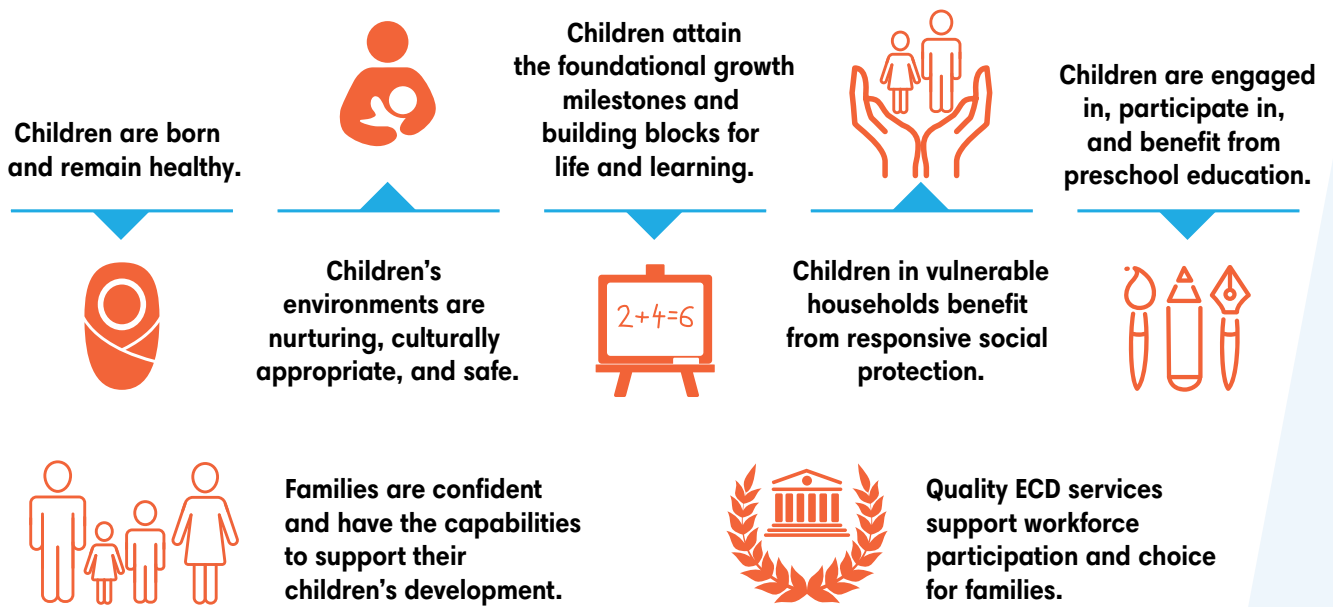 Children are born
and remain healthy.
Children's
environments are
nurturing, culturally
appropriate, and safe.
Children attain
the foundational growth
milestones and
building blocks for
life and learning.
2+4=6
Children in vulnerable
households benefit
from responsive social
protection.
Children are engaged
in, participate in,
and benefit from
preschool education.
Families are confident
and have the capabilities
to support their
children's development.
Quality ECD services
support workforce
participation and choice
for families.